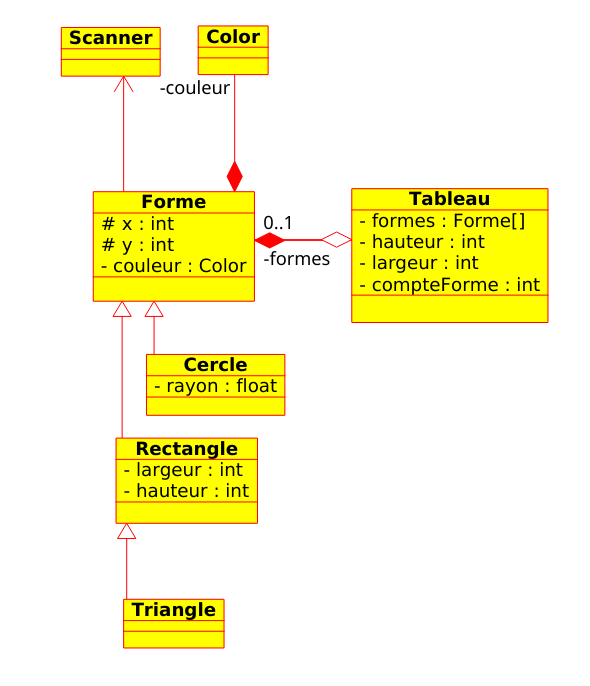 Scanner
Color
-couleur
Forme
# x : int
# y : int
- couleur : Color
0..1
-formes
Tableau
- formes : Forme[]
- hauteur : int
- largeur : int
- compteForme : int
Cercle
- rayon : float
Rectangle
- largeur : int
- hauteur : int
Triangle